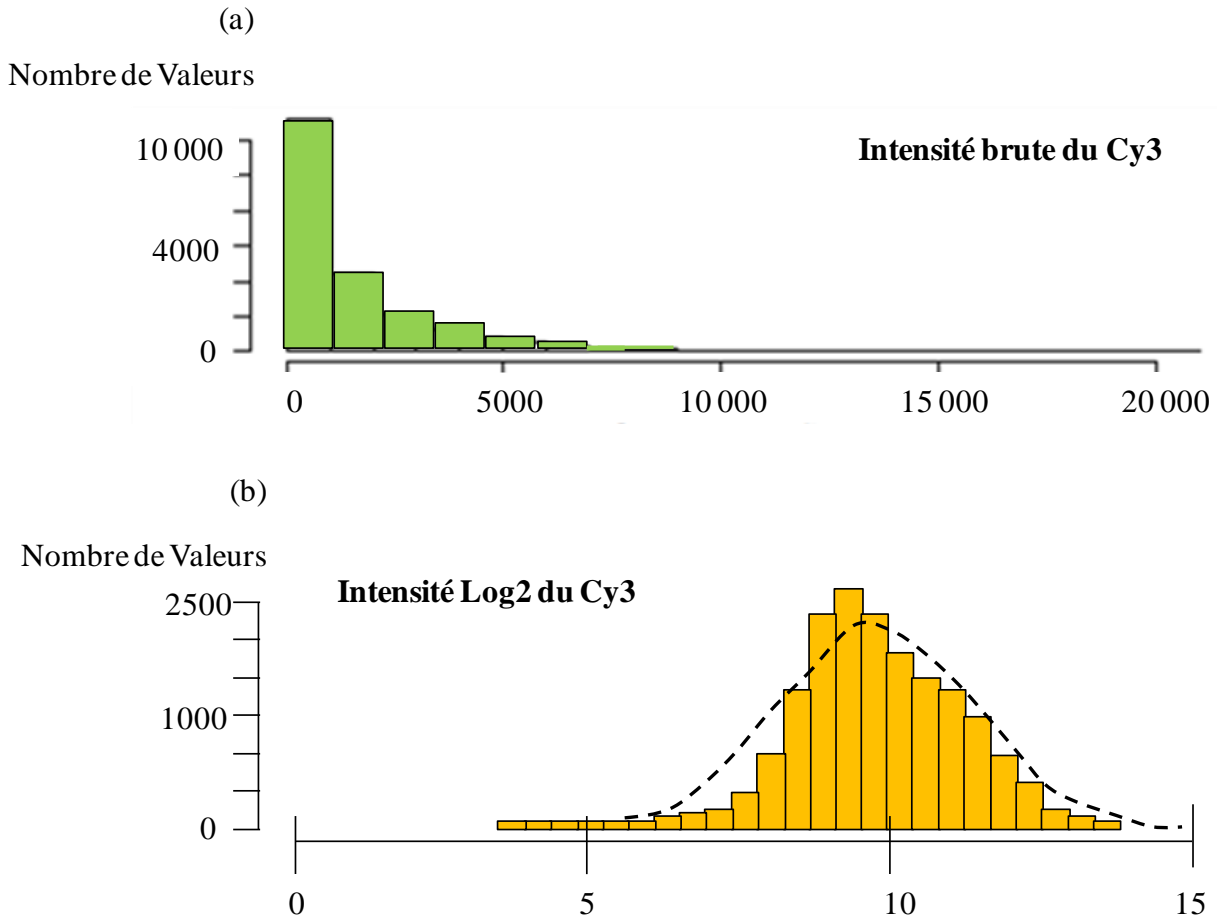 (a)
Nombre de Valeurs
Intensité brute du Cy3
10 000
4000
0
0 5000 10 000 15 000 20 000
(b)
Nombre de Valeurs
Intensité Log2 du Cy3
2500
1000
0
0 5 10 15